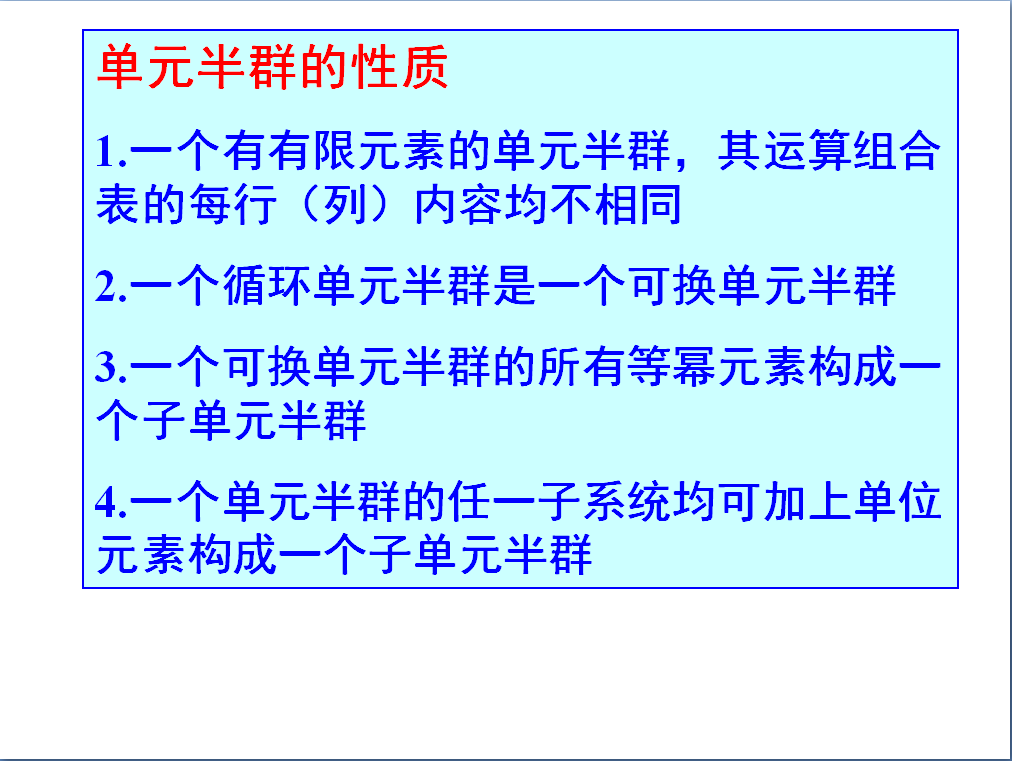 单元半群的性质
1.一个有有限元素的单元半群，其运算组合
表的每行（列）内容均不相同
2.一个循环单元半群是一个可换单元半群
3.一个可换单元半群的所有等幂元素构成一
个子单元半群
4.一个单元半群的任一子系统均可加上单位
元素构成一个子单元半群